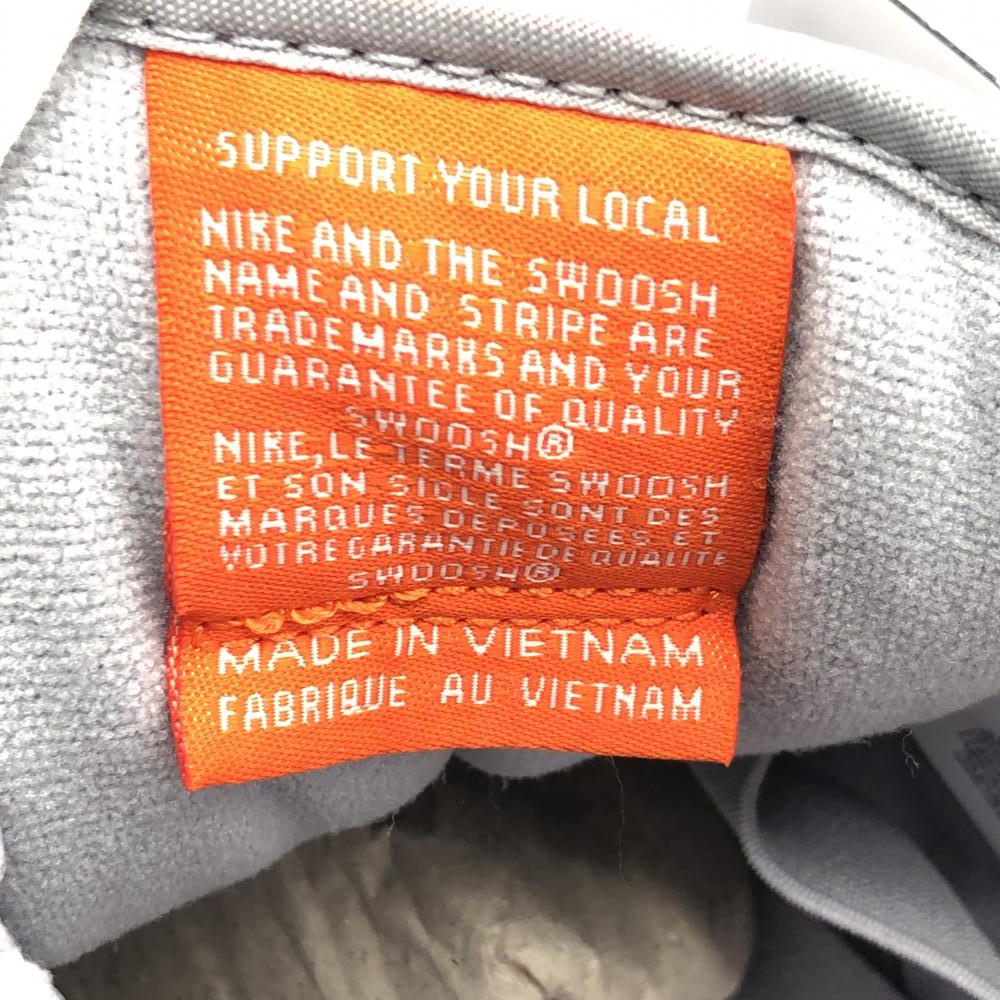 SUPPORT YOUR LOCAL
NIKE AND THE SWOOSH
NAME AND STRIPE ARE
TRADEMARKS AND YOUR
GUARANTEE OF QUALITY
SWOOSH®
NIKE,LE TERME SWOOSH
ET SON SIGLE SONT DES
MARQUES DEPOSEES ET
VOTRE GARANTIE DE QUALITE
SWOOSH®
MADE IN VIETNAM
FABRIQUE AU VIETNAM